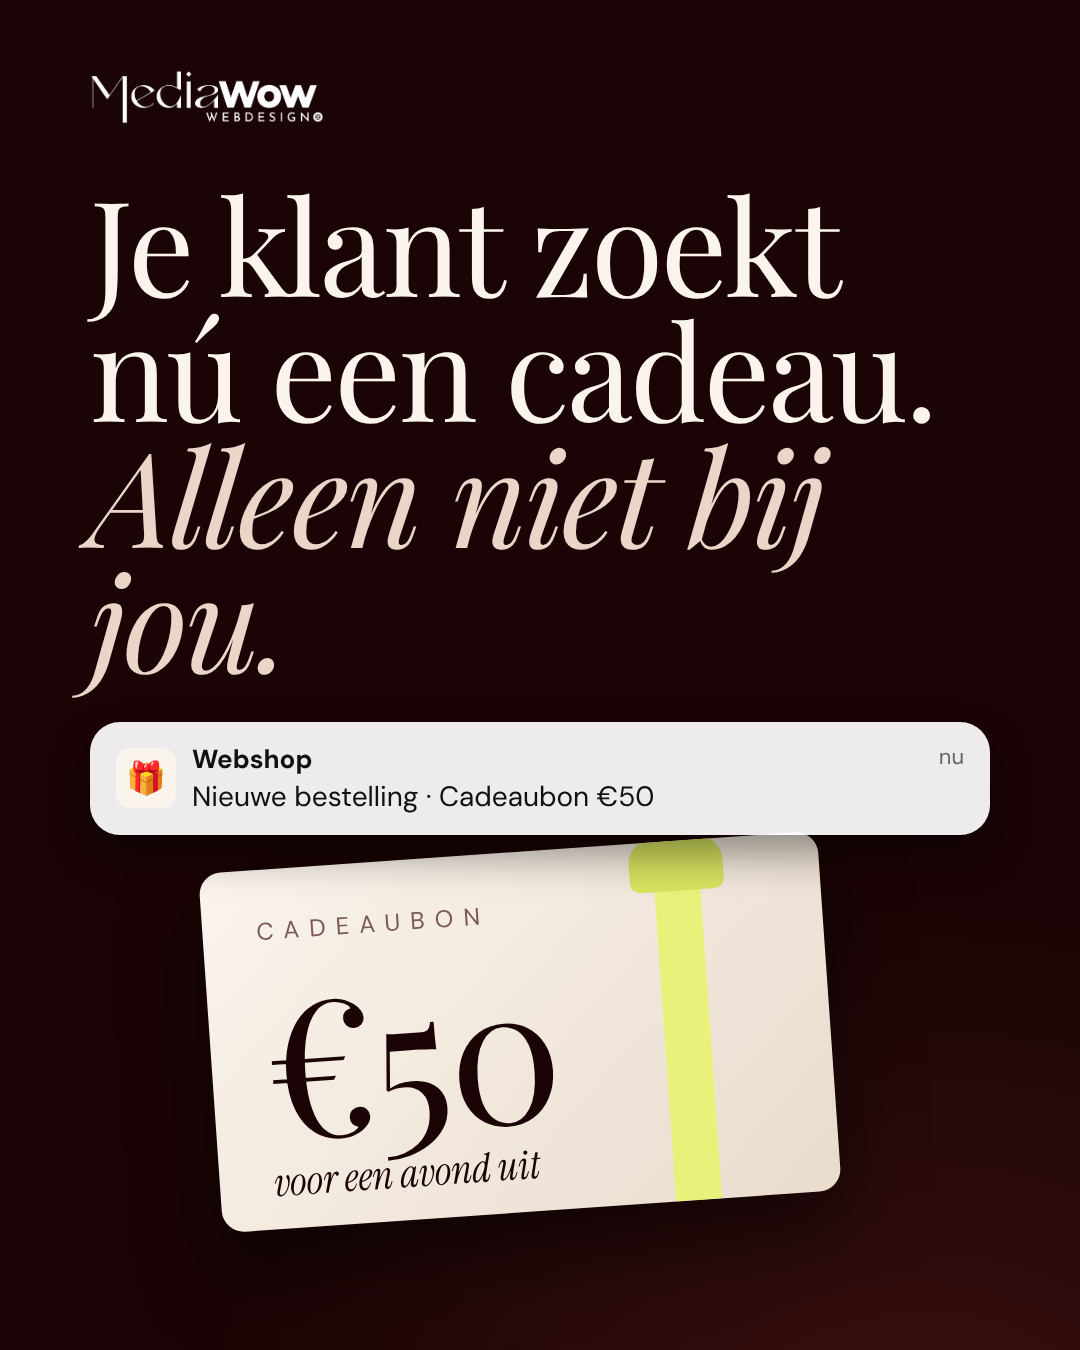 MediaWow
WEBDESIGN
Je klant zoekt
nú een cadeau.
Alleen niet bij
jou.
Webshop
nu
Nieuwe bestelling · Cadeaubon €50
CADEAUBON
€50
voor een avond uit